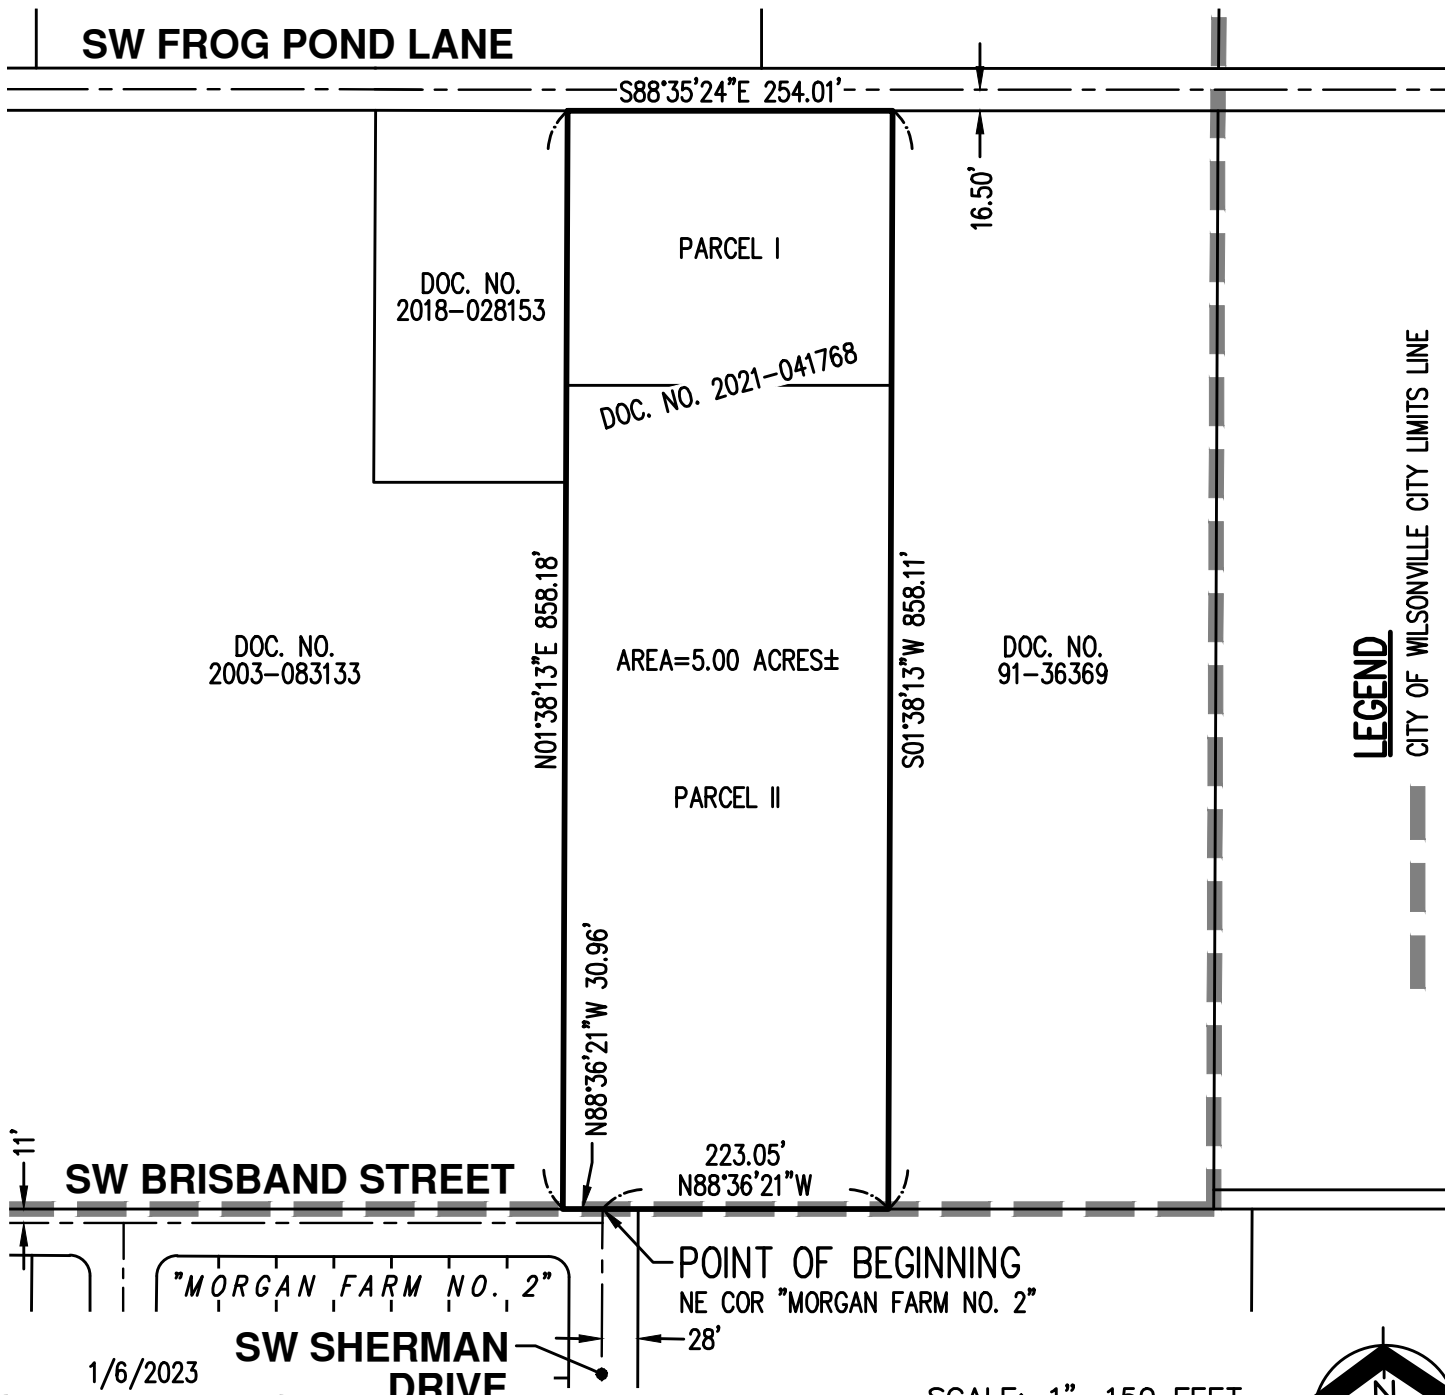 SW FROG POND LANE
S88°35'24"E 254.01'
16.50'
PARCEL I
DOC. NO.
2018-028153
DOC. NO. 2021-041768
N01°38'13"E 858.18'
S01°38'13"W 858.11'
DOC. NO.
2003-083133
AREA=5.00 ACRES±
DOC. NO.
91-36369
PARCEL II
LEGEND
CITY OF WILSONVILLE CITY LIMITS LINE
N88°36'21"W 30.96'
11'
SW BRISBAND STREET
223.05'
N88°36'21"W
POINT OF BEGINNING
NE COR "MORGAN FARM NO. 2"
"MORGAN FARM NO. 2"
28'
SW SHERMAN
DRIVE
1/6/2023
SCALE: 1" 150 FEET
N